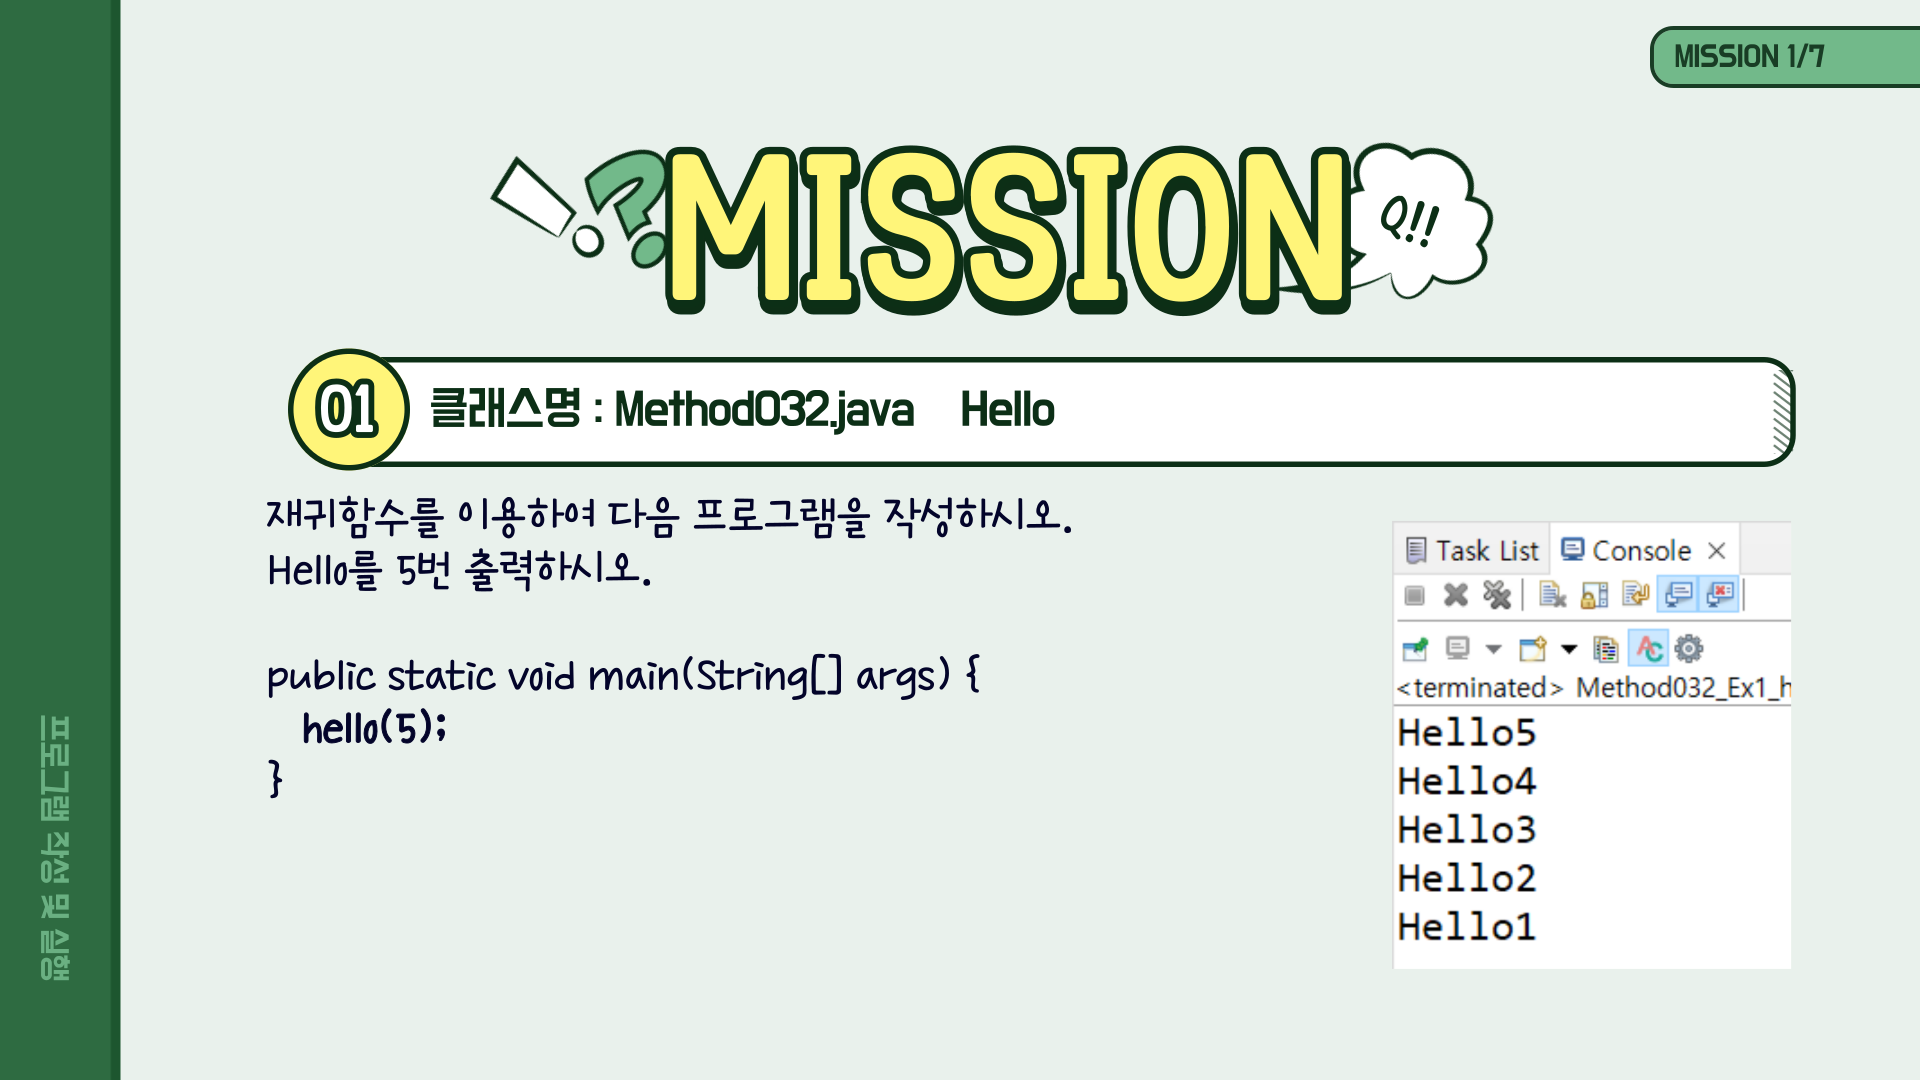 MISSION 1/7
MISSION
Q!!
01
클래스명 : Method032.java Hello
재귀함수를 이용하여 다음 프로그램을 작성하시오.
Hello를 5번 출력하시오.
public static void main(String[] args) {
hello(5);
}
Task List
Console
<terminated> Method032_Ex1_h
Hello5
Hello4
Hello3
Hello2
Hello1
프로그램 작성 및 실행